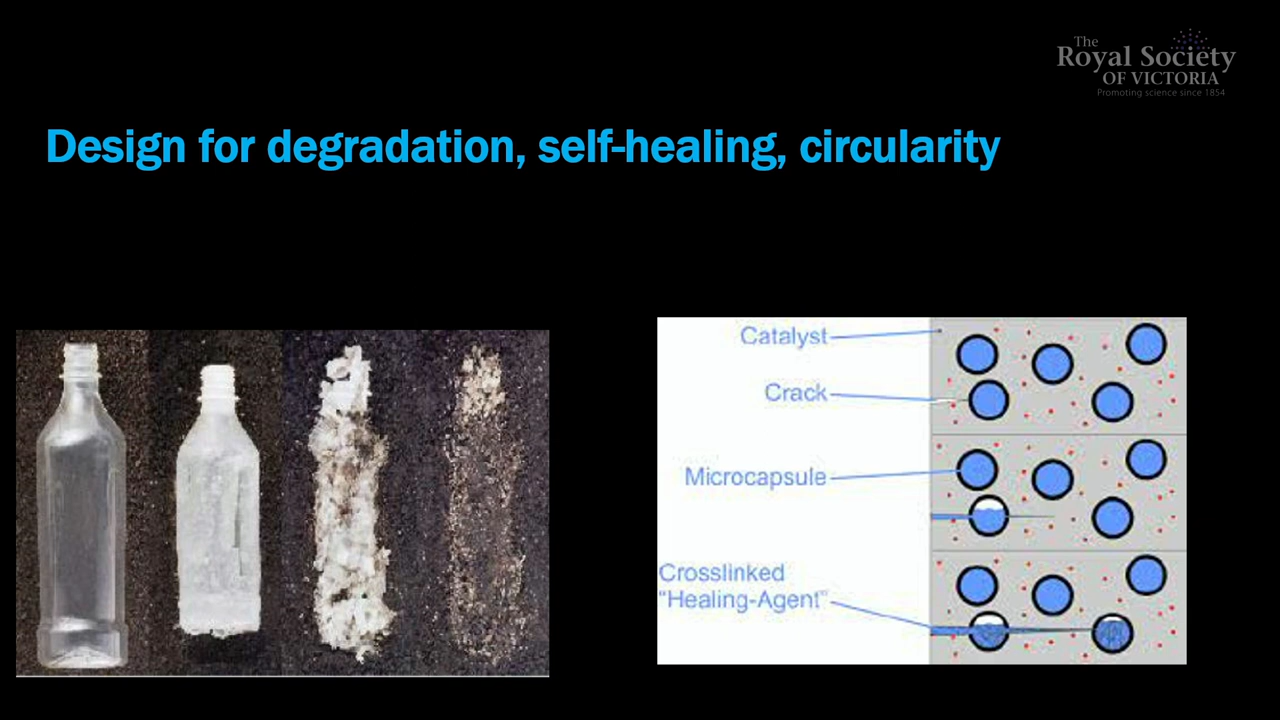 The
Royal Society
OF VICTORIA
Promoting science since 1854
Design for degradation, self-healing, circularity
Catalyst
Crack
Microcapsule
Crosslinked
"Healing-Agent"